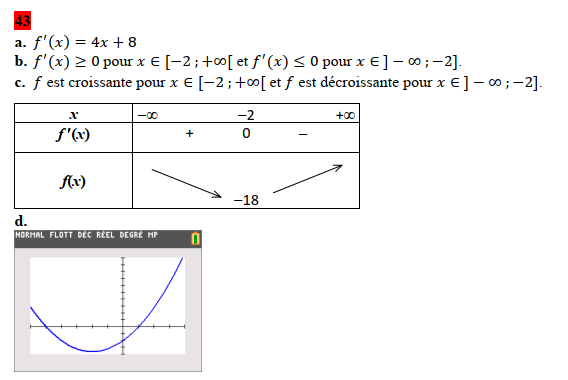 43
a. f'(x) = 4x + 8
b. f'(x) ≥ 0 pour x ∈ [−2 ; +∞[ et f'(x) ≤ 0 pour x ∈ ] − ∞ ; −2].
c. f est croissante pour x ∈ [−2 ; +∞[ et f est décroissante pour x ∈ ] − ∞ ; −2].
x −∞ −2 +∞
f'(x) + 0 −
f(x)
−18
d.
NORMAL FLOTT DÉC RÉEL DEGRÉ MP